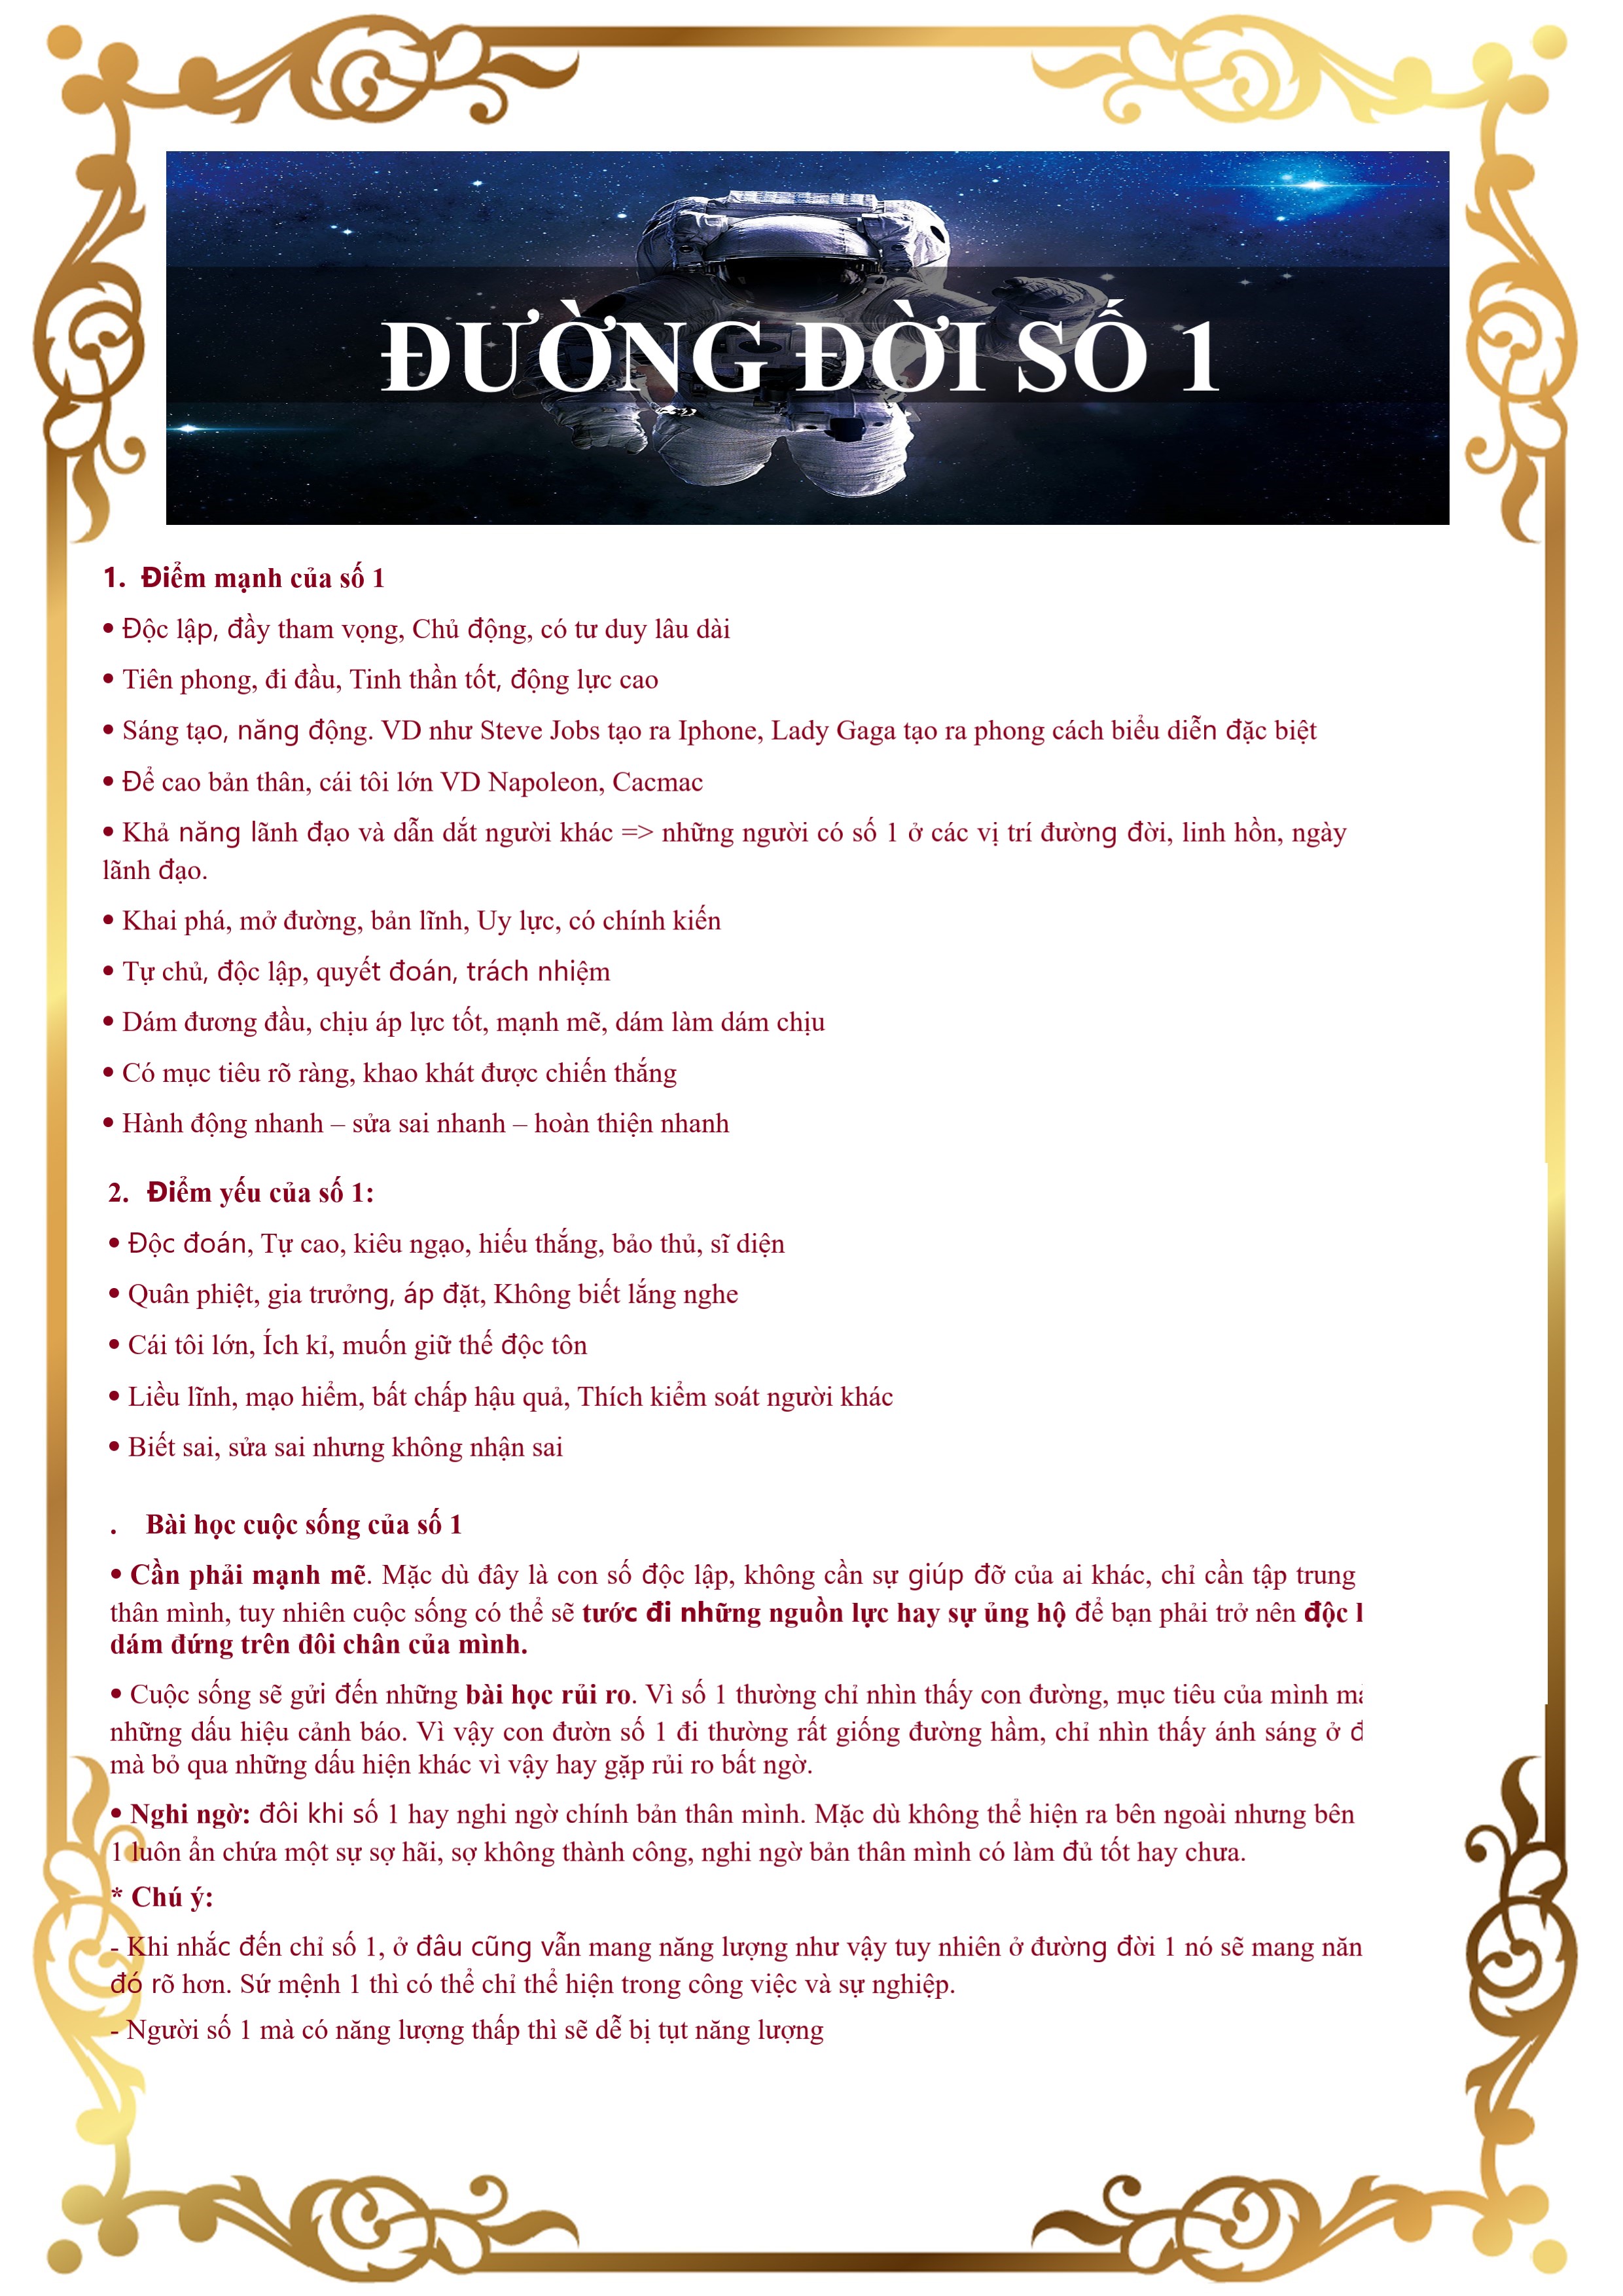 ĐƯỜNG ĐỜI SỐ 1
1. Điểm mạnh của số 1
• Độc lập, đầy tham vọng, Chủ động, có tư duy lâu dài
• Tiên phong, đi đầu, Tinh thần tốt, động lực cao
• Sáng tạo, năng động. VD như Steve Jobs tạo ra Iphone, Lady Gaga tạo ra phong cách biểu diễn đặc biệt
• Để cao bản thân, cái tôi lớn VD Napoleon, Cacmac
• Khả năng lãnh đạo và dẫn dắt người khác => những người có số 1 ở các vị trí đường đời, linh hồn, ngày
lãnh đạo.
• Khai phá, mở đường, bản lĩnh, Uy lực, có chính kiến
• Tự chủ, độc lập, quyết đoán, trách nhiệm
• Dám đương đầu, chịu áp lực tốt, mạnh mẽ, dám làm dám chịu
• Có mục tiêu rõ ràng, khao khát được chiến thắng
• Hành động nhanh – sửa sai nhanh – hoàn thiện nhanh
2. Điểm yếu của số 1:
• Độc đoán, Tự cao, kiêu ngạo, hiếu thắng, bảo thủ, sĩ diện
• Quân phiệt, gia trưởng, áp đặt, Không biết lắng nghe
• Cái tôi lớn, Ích kỉ, muốn giữ thế độc tôn
• Liều lĩnh, mạo hiểm, bất chấp hậu quả, Thích kiểm soát người khác
• Biết sai, sửa sai nhưng không nhận sai
. Bài học cuộc sống của số 1
• Cần phải mạnh mẽ. Mặc dù đây là con số độc lập, không cần sự giúp đỡ của ai khác, chỉ cần tập trung
thân mình, tuy nhiên cuộc sống có thể sẽ tước đi những nguồn lực hay sự ủng hộ để bạn phải trở nên độc
dám đứng trên đôi chân của mình.
• Cuộc sống sẽ gửi đến những bài học rủi ro. Vì số 1 thường chỉ nhìn thấy con đường, mục tiêu của mình
những dấu hiệu cảnh báo. Vì vậy con đườn số 1 đi thường rất giống đường hầm, chỉ nhìn thấy ánh sáng ở
mà bỏ qua những dấu hiện khác vì vậy hay gặp rủi ro bất ngờ.
• Nghi ngờ: đôi khi số 1 hay nghi ngờ chính bản thân mình. Mặc dù không thể hiện ra bên ngoài nhưng bên
1 luôn ẩn chứa một sự sợ hãi, sợ không thành công, nghi ngờ bản thân mình có làm đủ tốt hay chưa.
* Chú ý:
- Khi nhắc đến chỉ số 1, ở đâu cũng vẫn mang năng lượng như vậy tuy nhiên ở đường đời 1 nó sẽ mang
đó rõ hơn. Sứ mệnh 1 thì có thể chỉ thể hiện trong công việc và sự nghiệp.
- Người số 1 mà có năng lượng thấp thì sẽ dễ bị tụt năng lượng